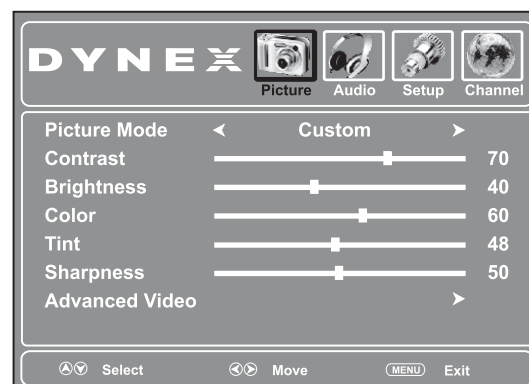 DYNEX
Picture Audio Setup Channel
Picture Mode Custom
Contrast 70
Brightness 40
Color 60
Tint 48
Sharpness 50
Advanced Video
Select Move MENU Exit